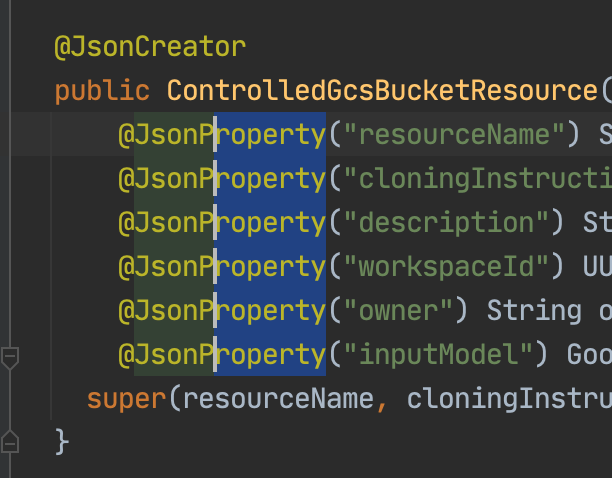 @JsonCreator
public ControlledGcsBucketResource(
@JsonProperty("resourceName") S
@JsonProperty("cloningInstructi
@JsonProperty("description") St
@JsonProperty("workspaceId") UU
@JsonProperty("owner") String o
@JsonProperty("inputModel") Goo
super(resourceName, cloningInstru
}